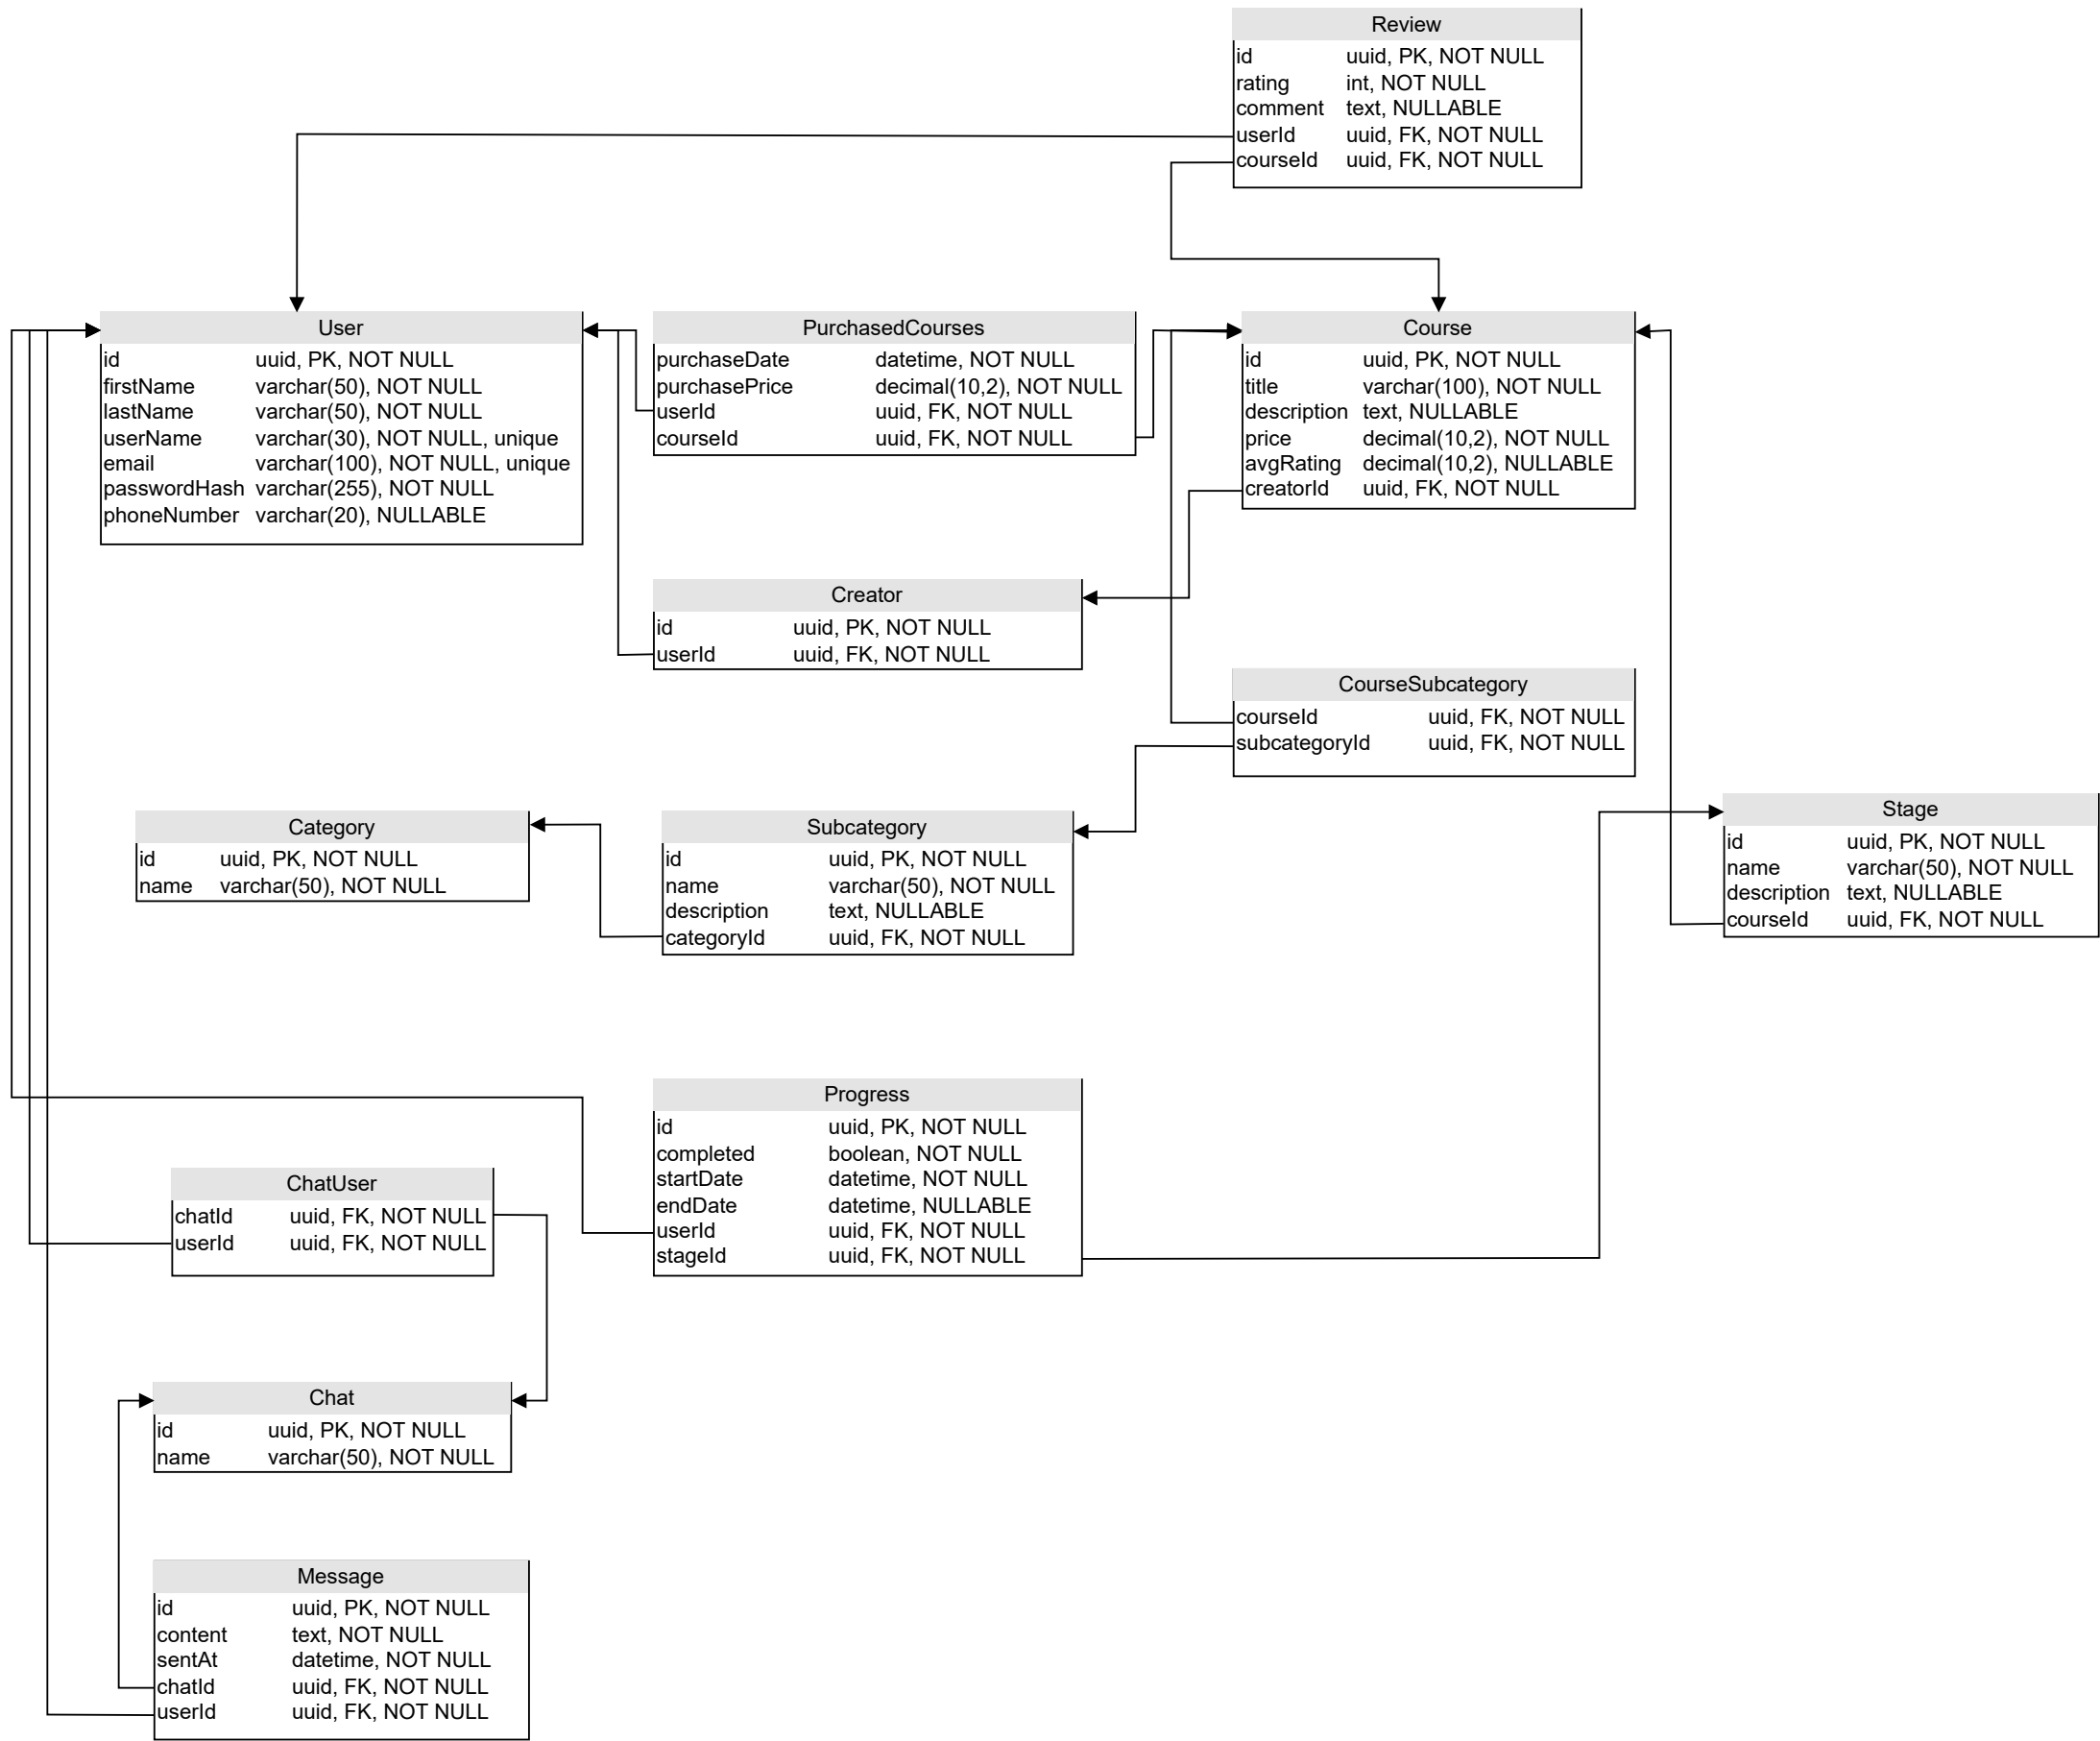 Review
id uuid, PK, NOT NULL
rating int, NOT NULL
comment text, NULLABLE
userId uuid, FK, NOT NULL
courseId uuid, FK, NOT NULL
User
id uuid, PK, NOT NULL
firstName varchar(50), NOT NULL
lastName varchar(50), NOT NULL
userName varchar(30), NOT NULL, unique
email varchar(100), NOT NULL, unique
passwordHash varchar(255), NOT NULL
phoneNumber varchar(20), NULLABLE
PurchasedCourses
purchaseDate datetime, NOT NULL
purchasePrice decimal(10,2), NOT NULL
userId uuid, FK, NOT NULL
courseId uuid, FK, NOT NULL
Course
id uuid, PK, NOT NULL
title varchar(100), NOT NULL
description text, NULLABLE
price decimal(10,2), NOT NULL
avgRating decimal(10,2), NULLABLE
creatorId uuid, FK, NOT NULL
Creator
id uuid, PK, NOT NULL
userId uuid, FK, NOT NULL
CourseSubcategory
courseId uuid, FK, NOT NULL
subcategoryId uuid, FK, NOT NULL
Category
id uuid, PK, NOT NULL
name varchar(50), NOT NULL
Subcategory
id uuid, PK, NOT NULL
name varchar(50), NOT NULL
description text, NULLABLE
categoryId uuid, FK, NOT NULL
Stage
id uuid, PK, NOT NULL
name varchar(50), NOT NULL
description text, NULLABLE
courseId uuid, FK, NOT NULL
Progress
id uuid, PK, NOT NULL
completed boolean, NOT NULL
startDate datetime, NOT NULL
endDate datetime, NULLABLE
userId uuid, FK, NOT NULL
stageId uuid, FK, NOT NULL
ChatUser
chatId uuid, FK, NOT NULL
userId uuid, FK, NOT NULL
Chat
id uuid, PK, NOT NULL
name varchar(50), NOT NULL
Message
id uuid, PK, NOT NULL
content text, NOT NULL
sentAt datetime, NOT NULL
chatId uuid, FK, NOT NULL
userId uuid, FK, NOT NULL